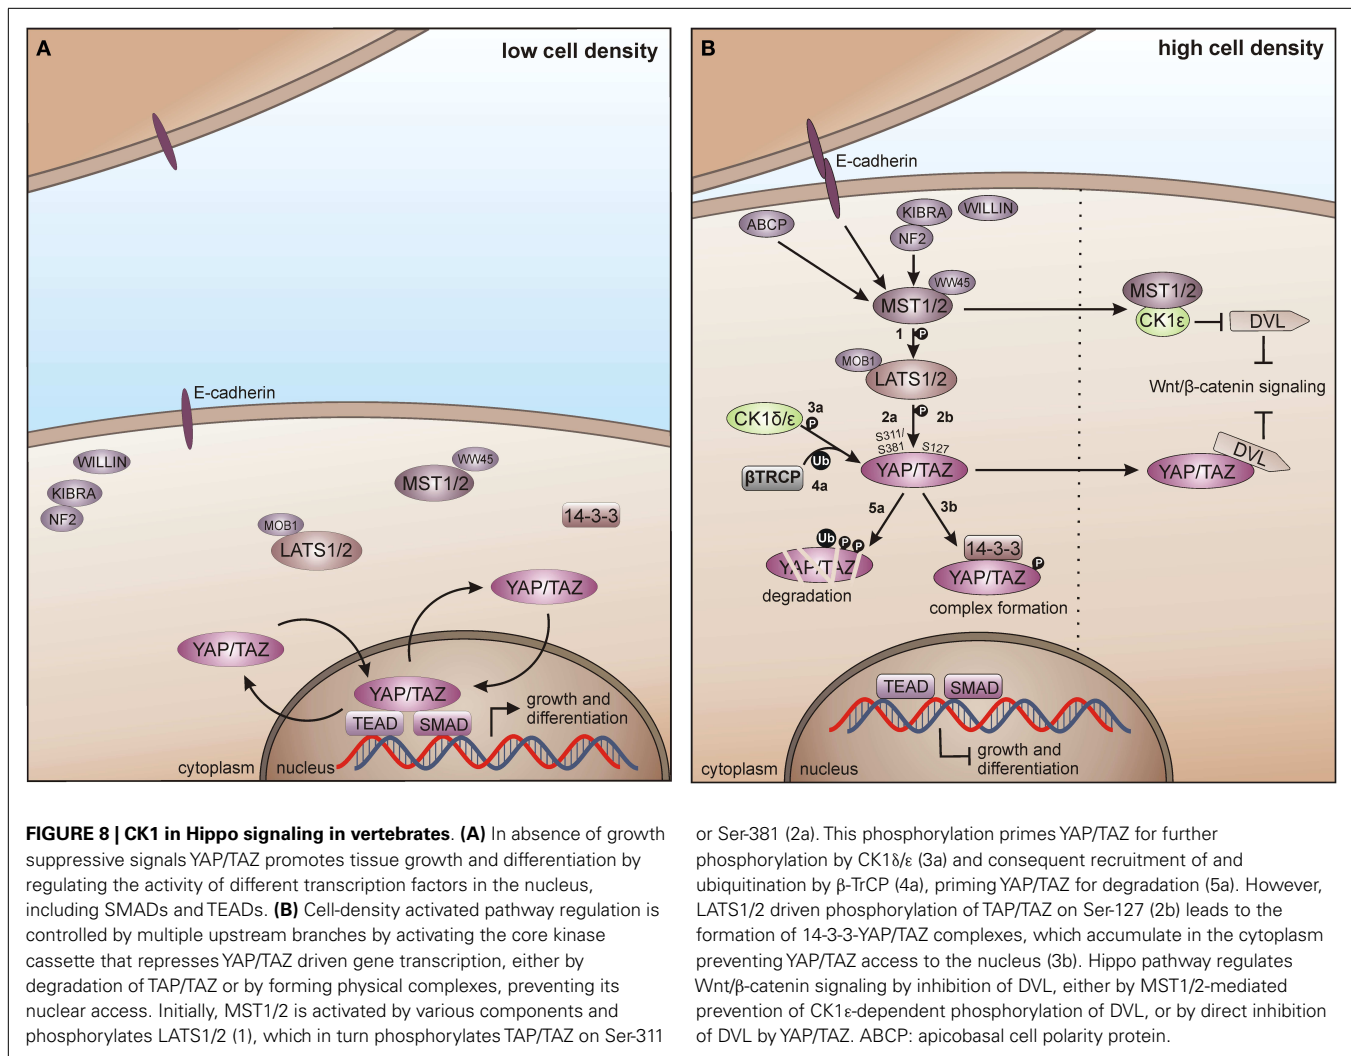 A
low cell density
E-cadherin
WILLIN
KIBRA
NF2
WW45
MST1/2
MOB1
LATS1/2
14-3-3
YAP/TAZ
YAP/TAZ
YAP/TAZ
TEAD
SMAD
growth and
differentiation
cytoplasm
nucleus
B
high cell density
E-cadherin
ABCP
KIBRA
WILLIN
NF2
WW45
MST1/2
MST1/2
CK1ε
DVL
1
P
MOB1
LATS1/2
Wnt/β-catenin signaling
CK1δ/ε
3a
P
2a
P
2b
S311/
S381
S127
βTRCP
Ub
4a
YAP/TAZ
YAP/TAZ
DVL
5a
3b
Ub
P
P
YAP/TAZ
degradation
14-3-3
P
YAP/TAZ
complex formation
TEAD
SMAD
growth and
differentiation
cytoplasm
nucleus
FIGURE 8 | CK1 in Hippo signaling in vertebrates. (A) In absence of growth
suppressive signals YAP/TAZ promotes tissue growth and differentiation by
regulating the activity of different transcription factors in the nucleus,
including SMADs and TEADs. (B) Cell-density activated pathway regulation is
controlled by multiple upstream branches by activating the core kinase
cassette that represses YAP/TAZ driven gene transcription, either by
degradation of TAP/TAZ or by forming physical complexes, preventing its
nuclear access. Initially, MST1/2 is activated by various components and
phosphorylates LATS1/2 (1), which in turn phosphorylates TAP/TAZ on Ser-311
or Ser-381 (2a). This phosphorylation primes YAP/TAZ for further
phosphorylation by CK1δ/ε (3a) and consequent recruitment of and
ubiquitination by β-TrCP (4a), priming YAP/TAZ for degradation (5a). However,
LATS1/2 driven phosphorylation of TAP/TAZ on Ser-127 (2b) leads to the
formation of 14-3-3-YAP/TAZ complexes, which accumulate in the cytoplasm
preventing YAP/TAZ access to the nucleus (3b). Hippo pathway regulates
Wnt/β-catenin signaling by inhibition of DVL, either by MST1/2-mediated
prevention of CK1ε-dependent phosphorylation of DVL, or by direct inhibition
of DVL by YAP/TAZ. ABCP: apicobasal cell polarity protein.